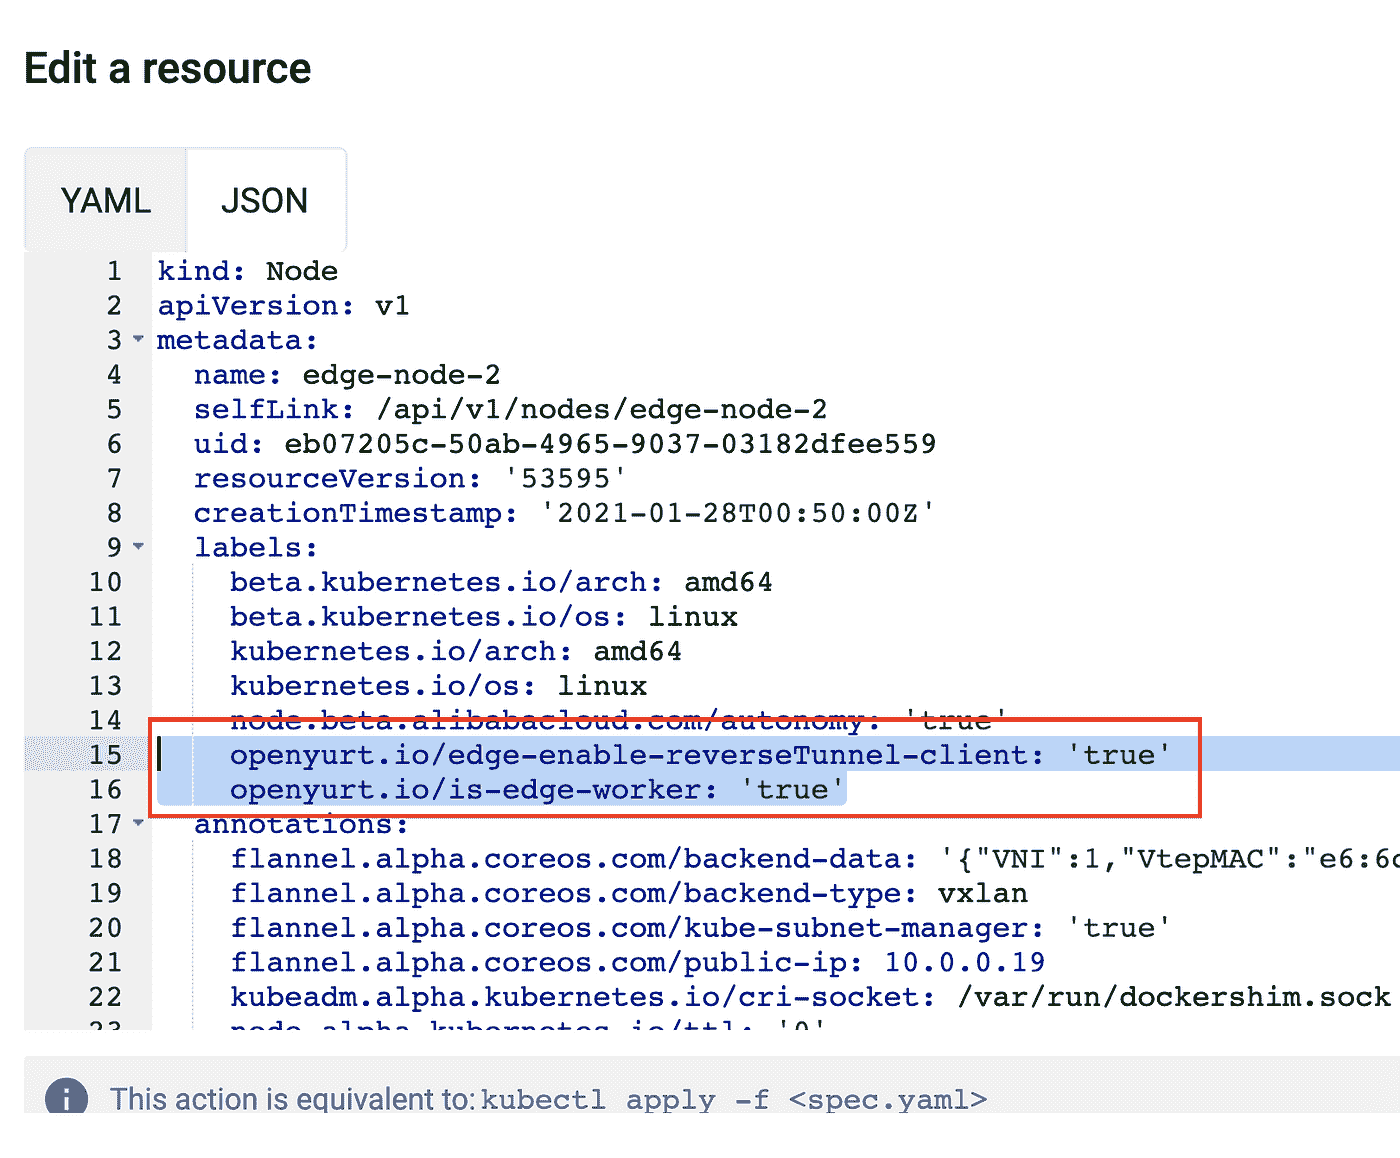 Edit a resource
YAML JSON
1 kind: Node
2 apiVersion: v1
3 metadata:
4 name: edge-node-2
5 selfLink: /api/v1/nodes/edge-node-2
6 uid: eb07205c-50ab-4965-9037-03182dfee559
7 resourceVersion: '53595'
8 creationTimestamp: '2021-01-28T00:50:00Z'
9 labels:
10 beta.kubernetes.io/arch: amd64
11 beta.kubernetes.io/os: linux
12 kubernetes.io/arch: amd64
13 kubernetes.io/os: linux
14 node.beta.alibabacloud.com/autonomy: 'true'
15 openyurt.io/edge-enable-reverseTunnel-client: 'true'
16 openyurt.io/is-edge-worker: 'true'
17 annotations:
18 flannel.alpha.coreos.com/backend-data: '{"VNI":1,"VtepMAC":"e6:6
19 flannel.alpha.coreos.com/backend-type: vxlan
20 flannel.alpha.coreos.com/kube-subnet-manager: 'true'
21 flannel.alpha.coreos.com/public-ip: 10.0.0.19
22 kubeadm.alpha.kubernetes.io/cri-socket: /var/run/dockershim.sock
23 node.alpha.kubernetes.io/ttl: '0'
This action is equivalent to: kubectl apply -f <spec.yaml>